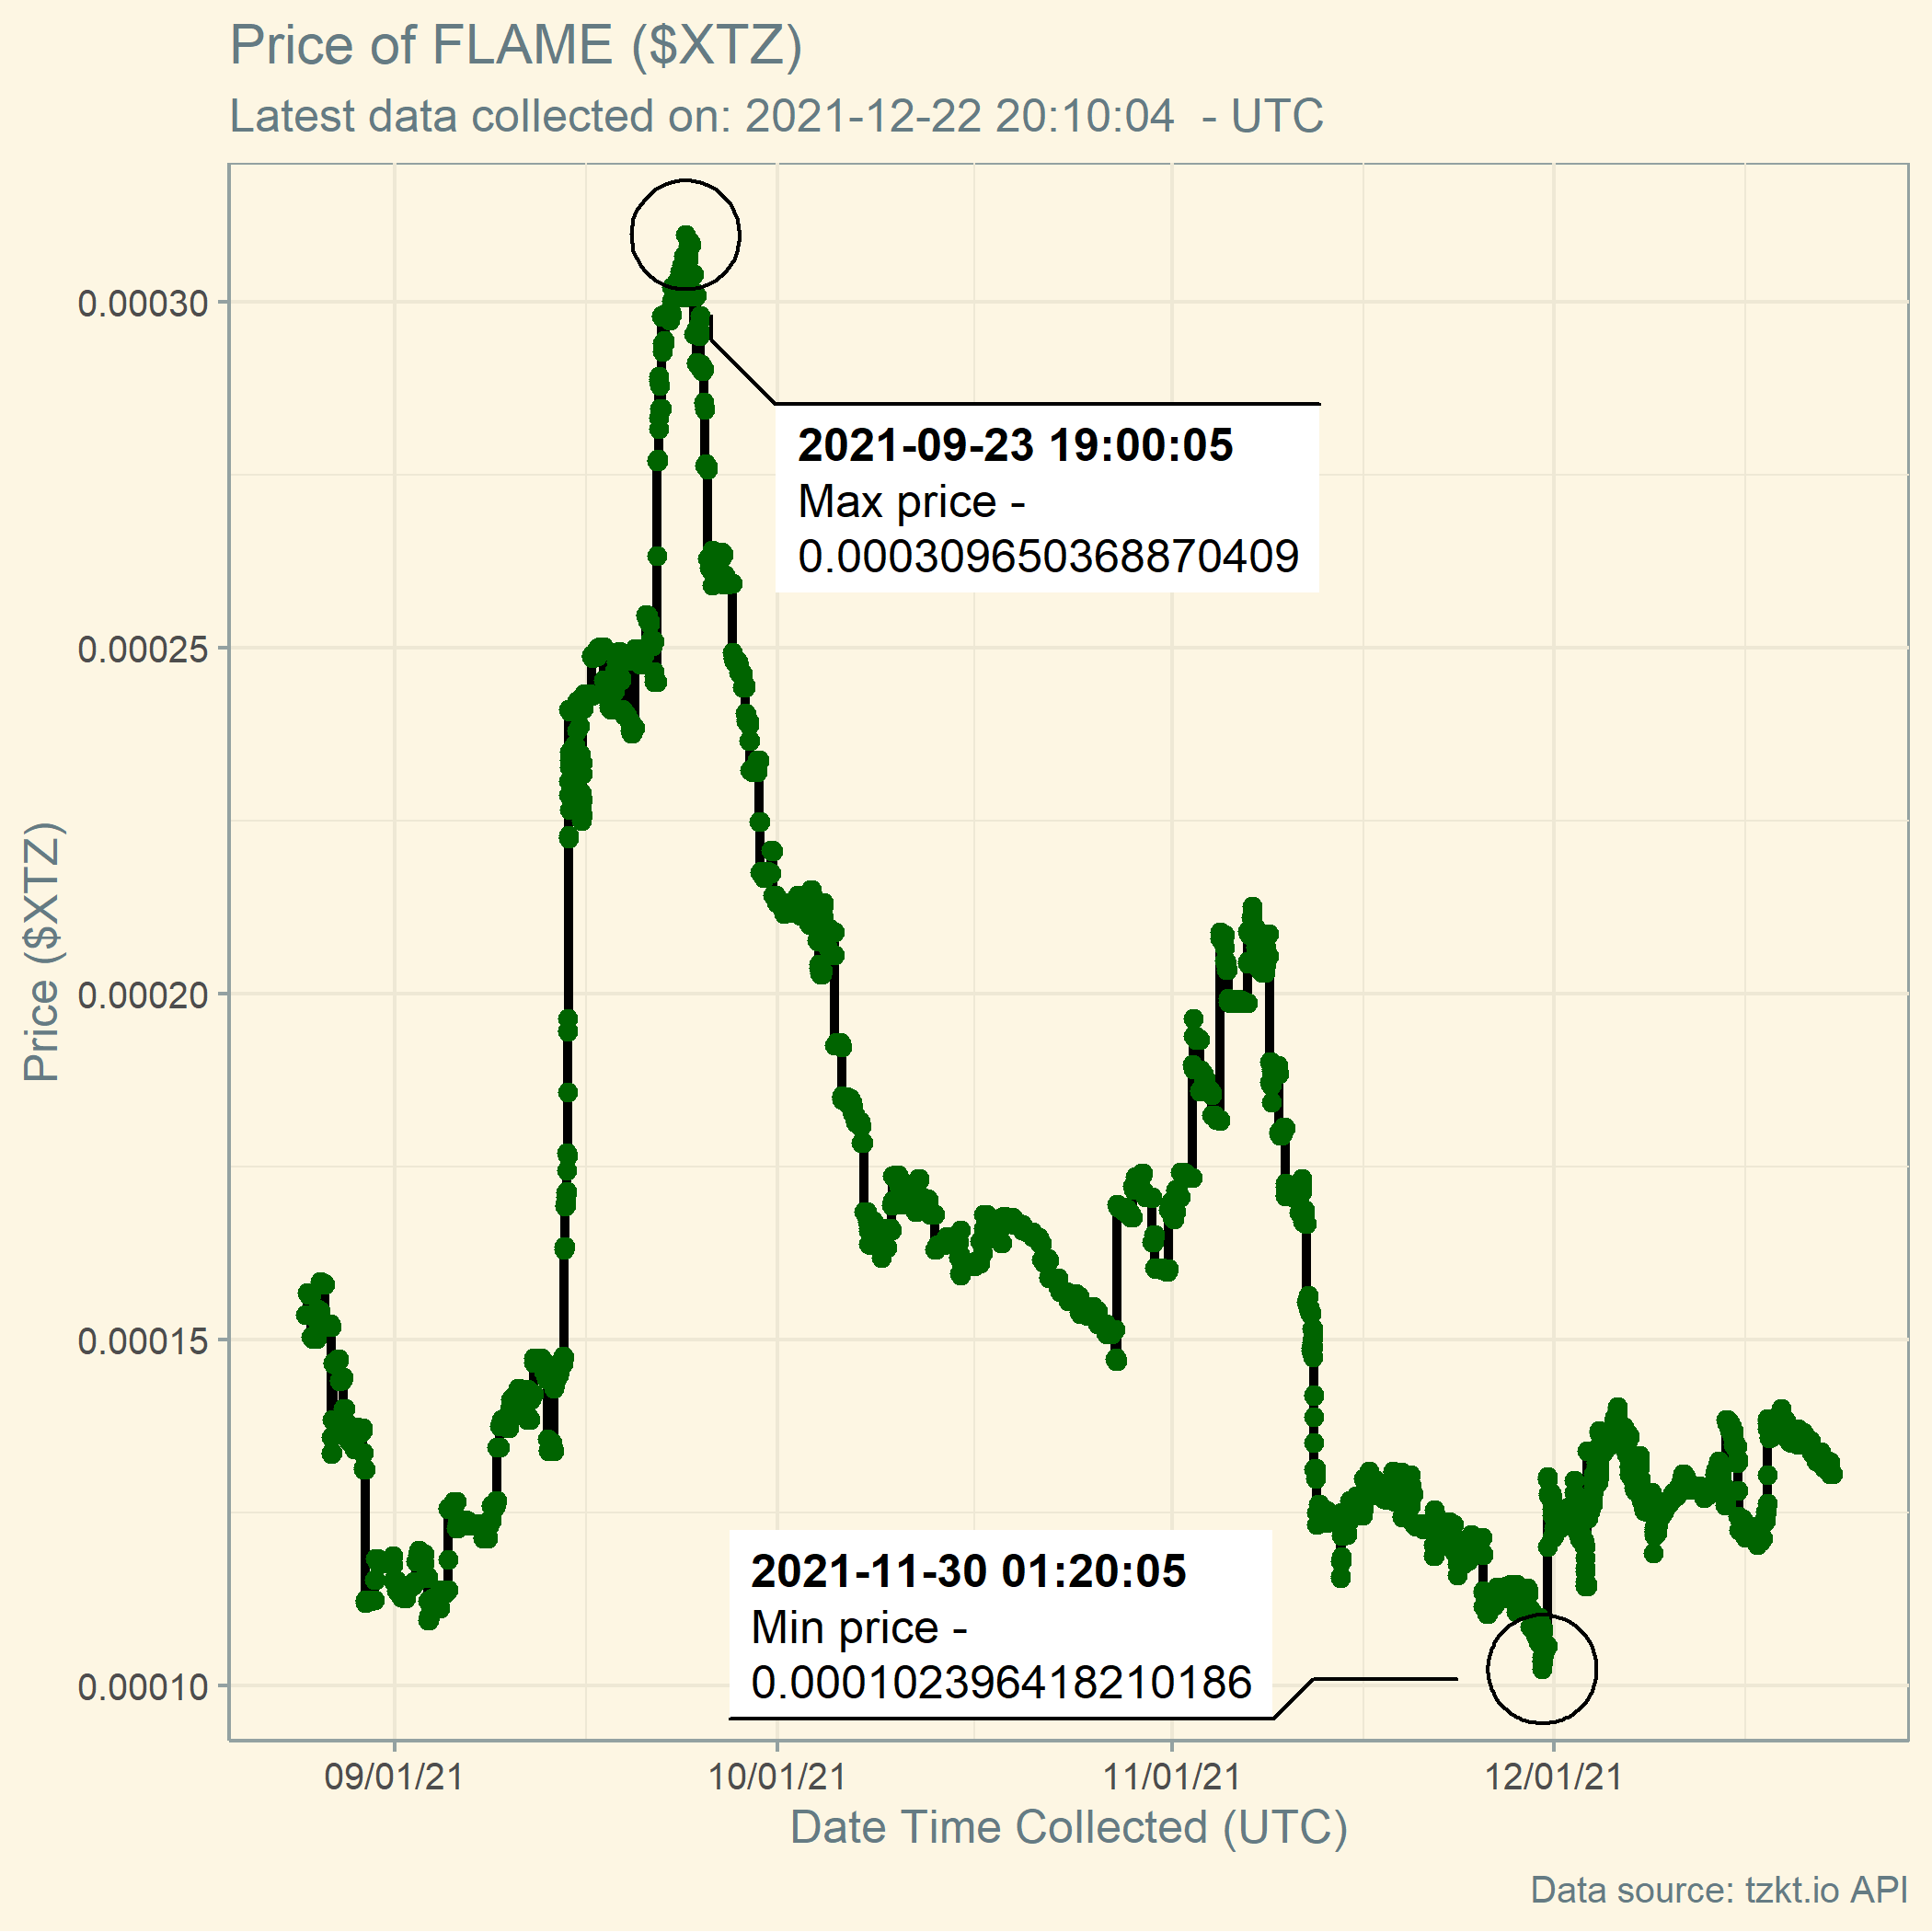 Price of FLAME ($XTZ)
Latest data collected on: 2021-12-22 20:10:04  - UTC
0.00030
2021-09-23 19:00:05
Max price -
0.000309650368870409
0.00025
Price ($XTZ)
0.00020
0.00015
2021-11-30 01:20:05
Min price -
0.000102396418210186
0.00010
09/01/21
10/01/21
11/01/21
12/01/21
Date Time Collected (UTC)
Data source: tzkt.io API